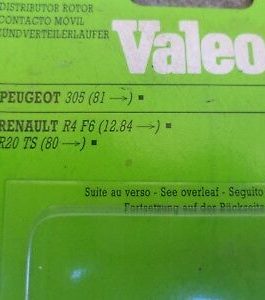 DISTRIBUTOR ROTOR
CONTACTO MOVIL
ZUNDVERTEILERLAUFER
Valeo
PEUGEOT 305 (81 →) ▪
RENAULT R4 F6 (12.84 →) ▪
R20 TS (80 →) ▪
Suite au verso - See overleaf - Seguito
Fortsetzung auf der Rückseite